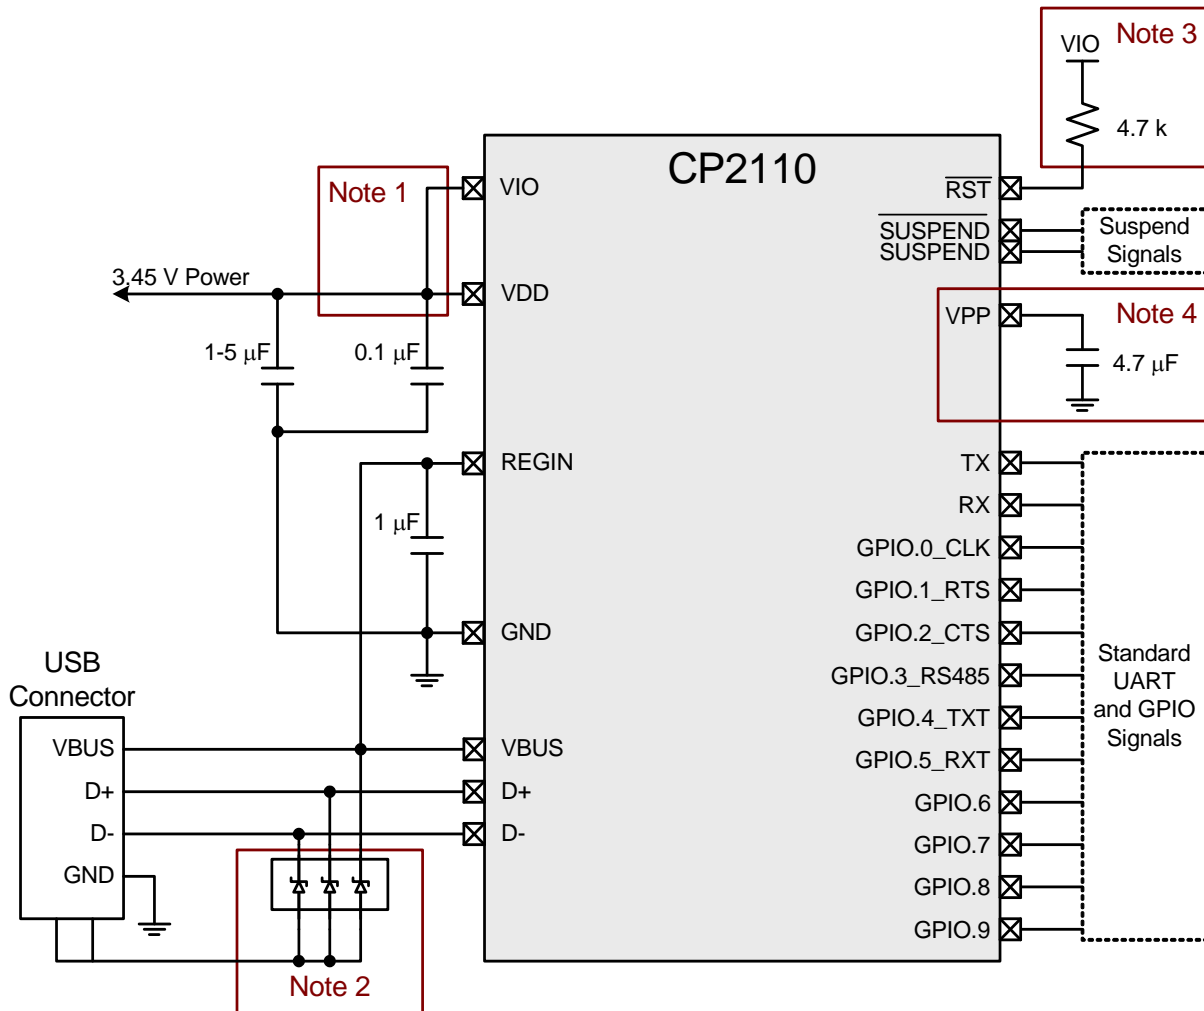 VIO
Note 3
4.7 k
CP2110
Note 1
VIO
RST
SUSPEND
SUSPEND
Suspend
Signals
3.45 V Power
VDD
VPP
Note 4
1-5 μF
0.1 μF
4.7 μF
REGIN
TX
RX
1 μF
GPIO.0_CLK
GPIO.1_RTS
GND
GPIO.2_CTS
USB
Connector
GPIO.3_RS485
Standard
UART
and GPIO
Signals
GPIO.4_TXT
VBUS
VBUS
GPIO.5_RXT
D+
D+
GPIO.6
D-
D-
GPIO.7
GND
GPIO.8
GPIO.9
Note 2